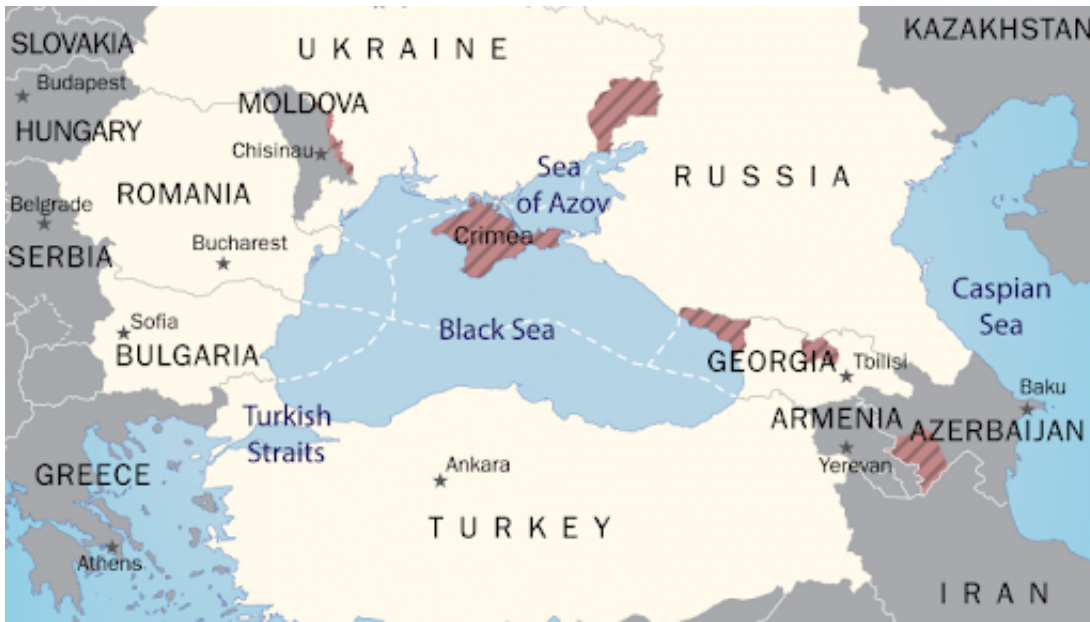 KAZAKHSTAN
SLOVAKIA
UKRAINE
Budapest
MOLDOVA
HUNGARY
Chisinau
Sea
of Azov
RUSSIA
ROMANIA
Belgrade
Crimea
Bucharest
SERBIA
Caspian
Sea
Sofia
Black Sea
BULGARIA
GEORGIA
Tbilisi
Baku
Turkish
Straits
ARMENIA
AZERBAIJAN
GREECE
Ankara
Yerevan
TURKEY
Athens
IRAN